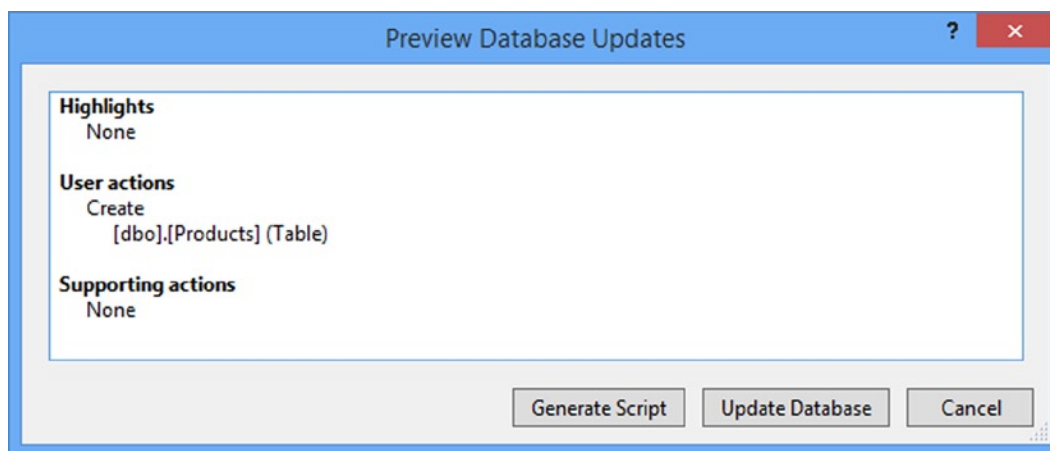 Preview Database Updates
?
×
Highlights
None
User actions
Create
[dbo].[Products] (Table)
Supporting actions
None
Generate Script
Update Database
Cancel